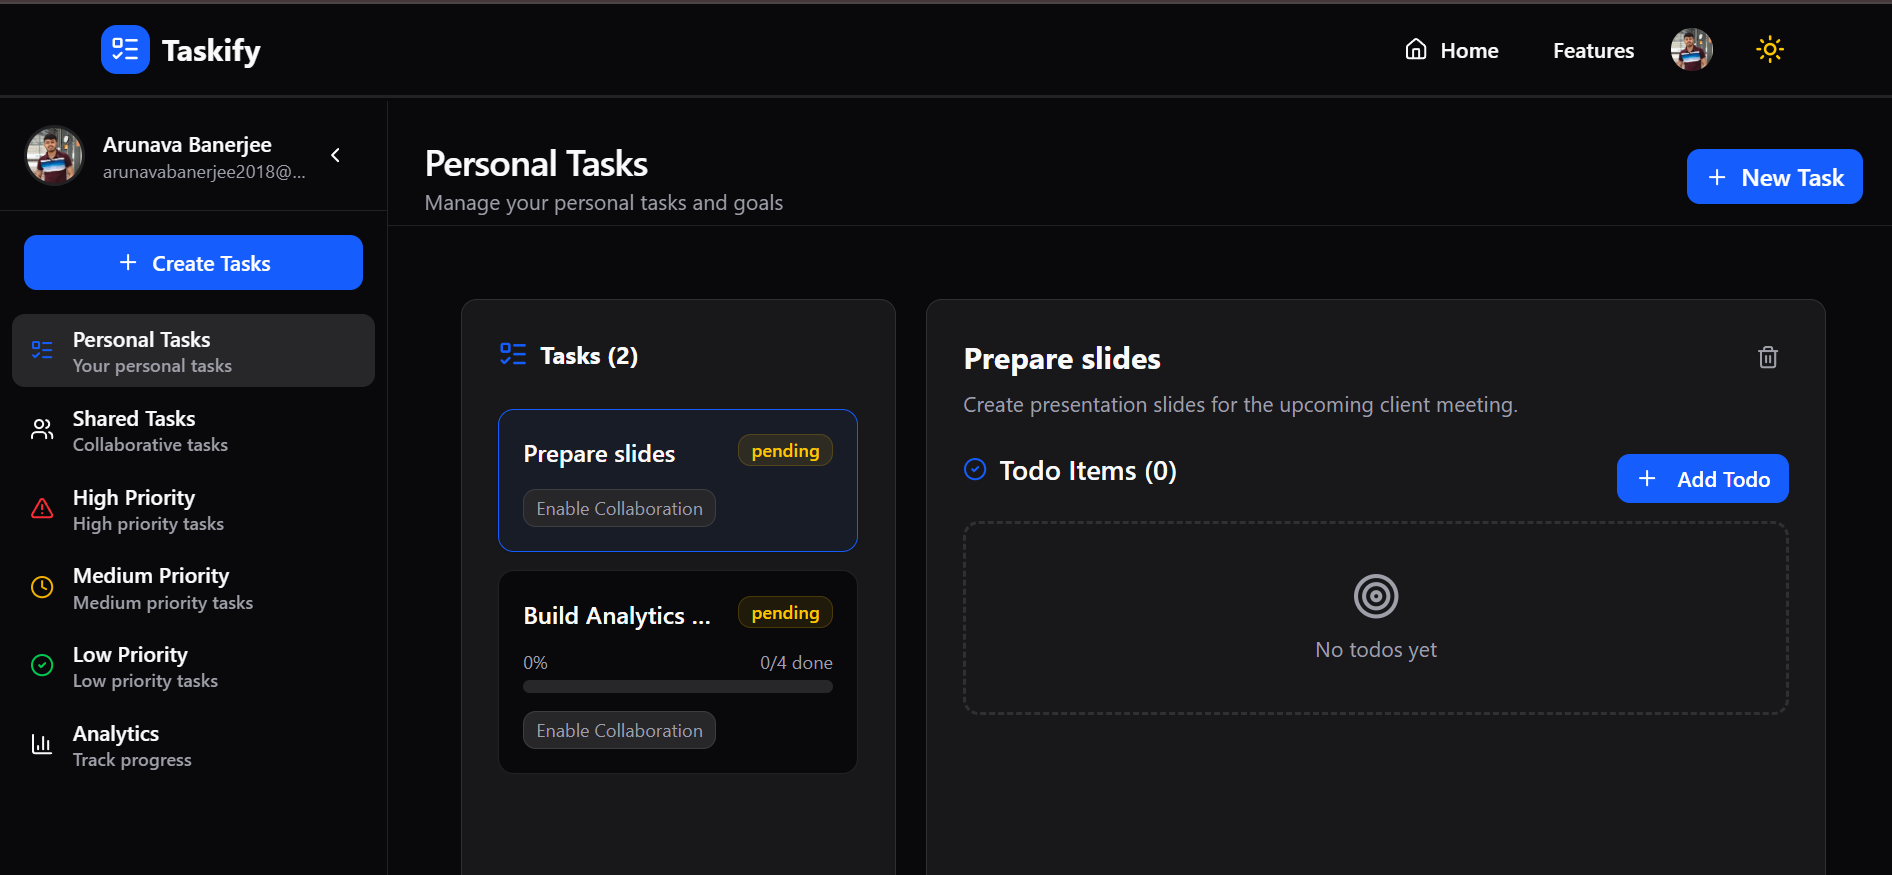 Taskify
Home
Features
Arunava Banerjee
arunavabanerjee2018@...
Create Tasks
Personal Tasks
Your personal tasks
Shared Tasks
Collaborative tasks
High Priority
High priority tasks
Medium Priority
Medium priority tasks
Low Priority
Low priority tasks
Analytics
Track progress
Personal Tasks
Manage your personal tasks and goals
New Task
Tasks (2)
Prepare slides
pending
Enable Collaboration
Build Analytics ...
pending
0%
0/4 done
Enable Collaboration
Prepare slides
Create presentation slides for the upcoming client meeting.
Todo Items (0)
Add Todo
No todos yet